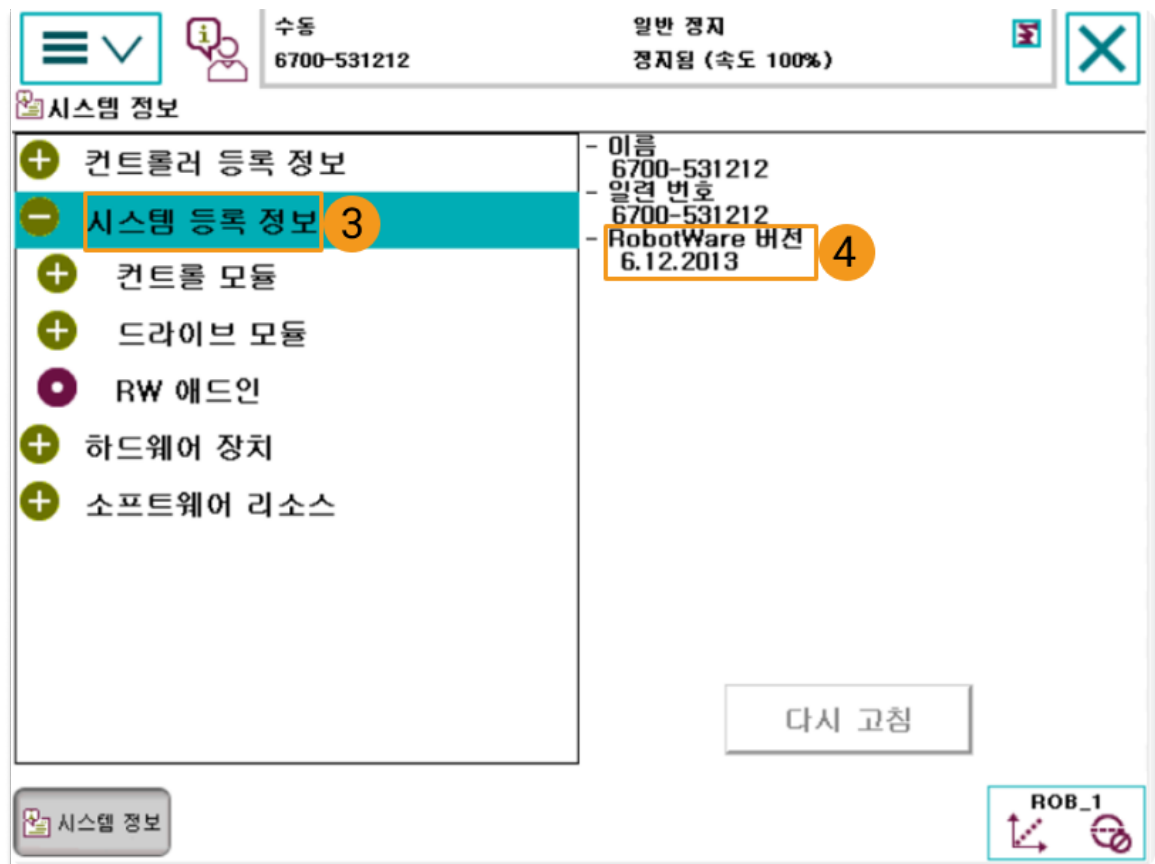 수동
6700-531212
일반 정지
정지됨 (속도 100%)
시스템 정보
컨트롤러 등록 정보
시스템 등록 정보 3
컨트롤 모듈
드라이브 모듈
RW 애드인
하드웨어 장치
소프트웨어 리소스
- 이름
6700-531212
- 일련 번호
6700-531212
- RobotWare 버전
6.12.2013
4
다시 고침
시스템 정보
ROB_1